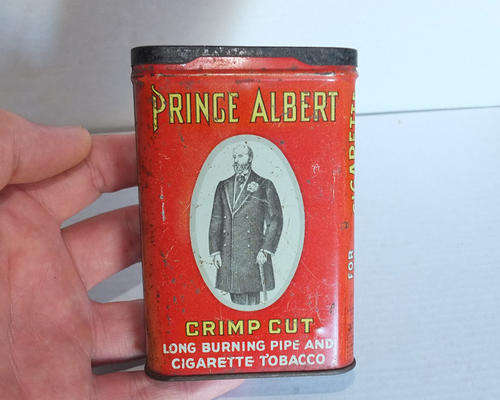 PRINCE ALBERT
CRIMP CUT
LONG BURNING PIPE AND
CIGARETTE TOBACCO
FOR